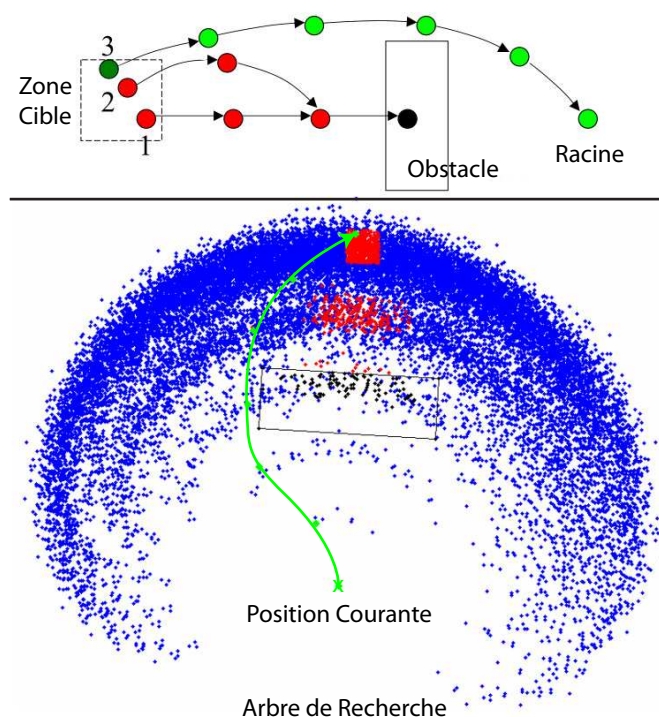 3
Zone
Cible
2
1
Obstacle
Racine
Position Courante
Arbre de Recherche